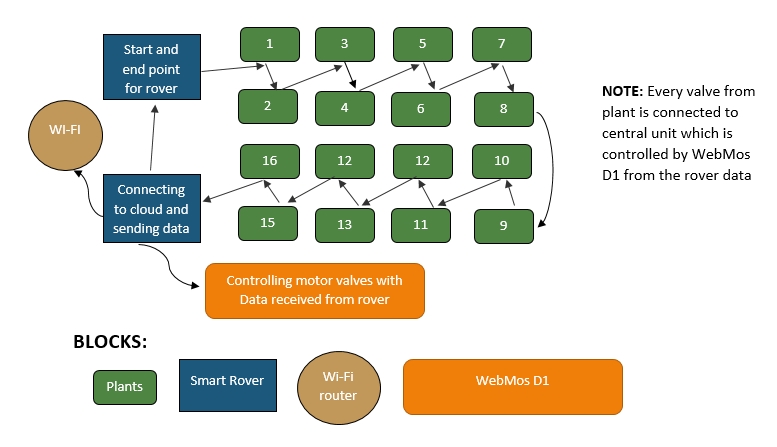 Start and
end point
for rover
1
3
5
7
2
4
6
8
WI-FI
NOTE: Every valve from
plant is connected to
central unit which is
controlled by WebMos
D1 from the rover data
16
12
12
10
Connecting
to cloud and
sending data
15
13
11
9
Controlling motor valves with
Data received from rover
BLOCKS:
Plants
Smart Rover
Wi-Fi
router
WebMos D1